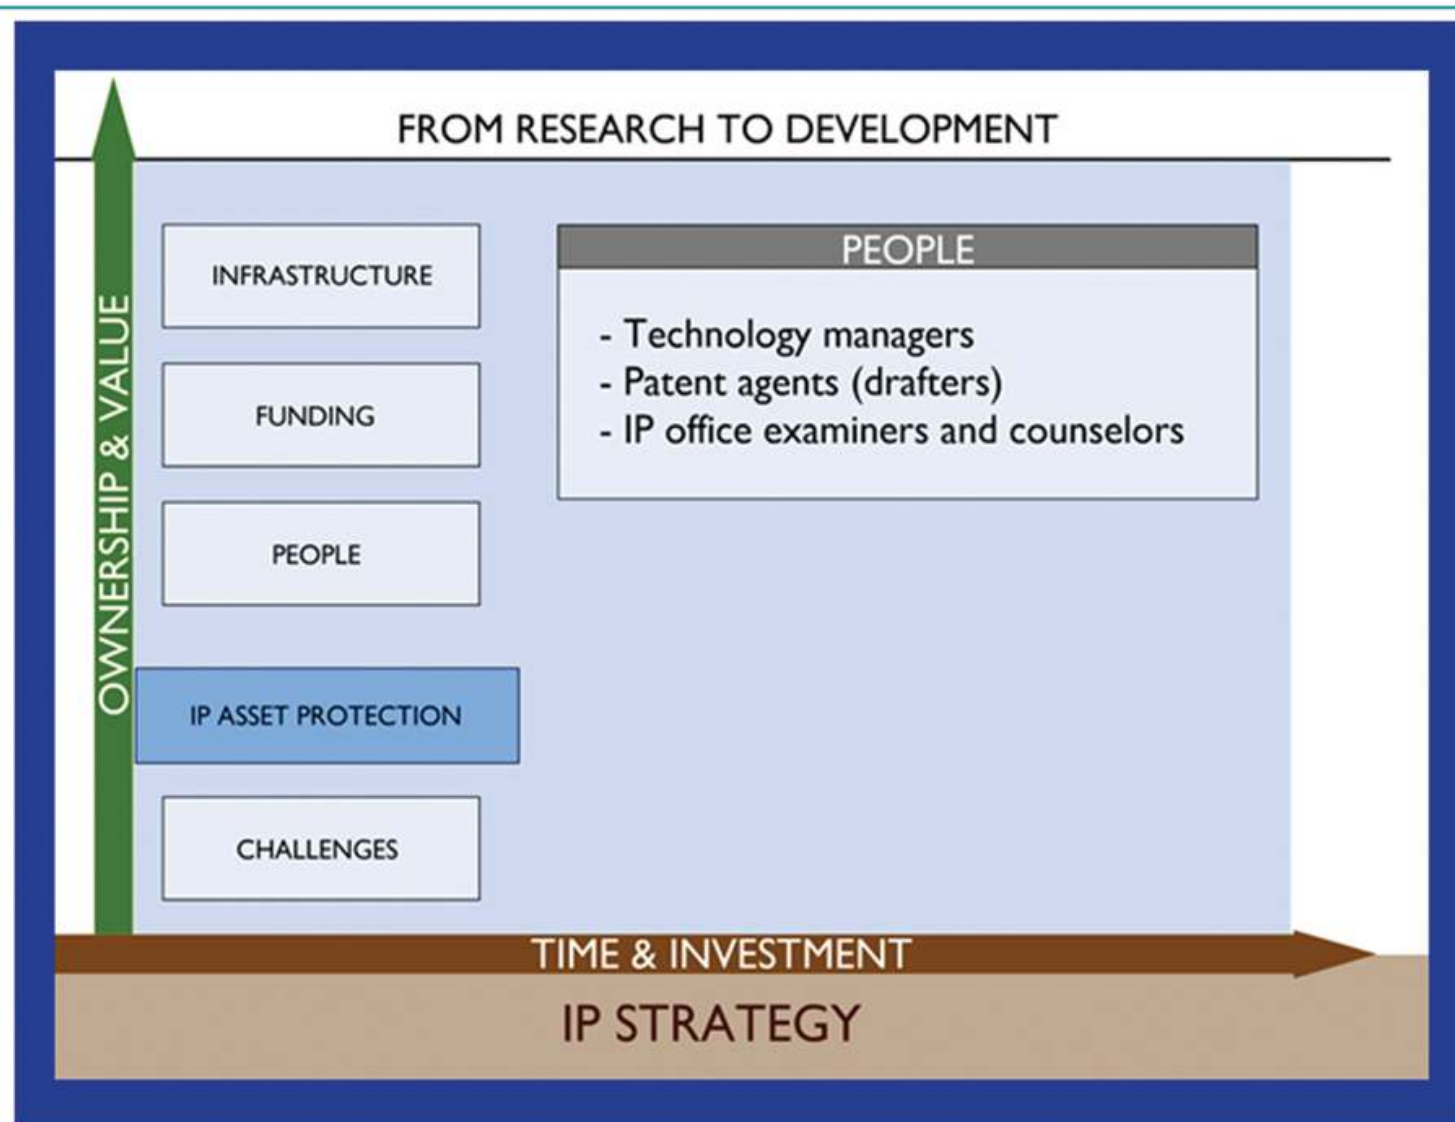 FROM RESEARCH TO DEVELOPMENT
OWNERSHIP & VALUE
INFRASTRUCTURE
FUNDING
PEOPLE
IP ASSET PROTECTION
CHALLENGES
PEOPLE
- Technology managers
- Patent agents (drafters)
- IP office examiners and counselors
TIME & INVESTMENT
IP STRATEGY